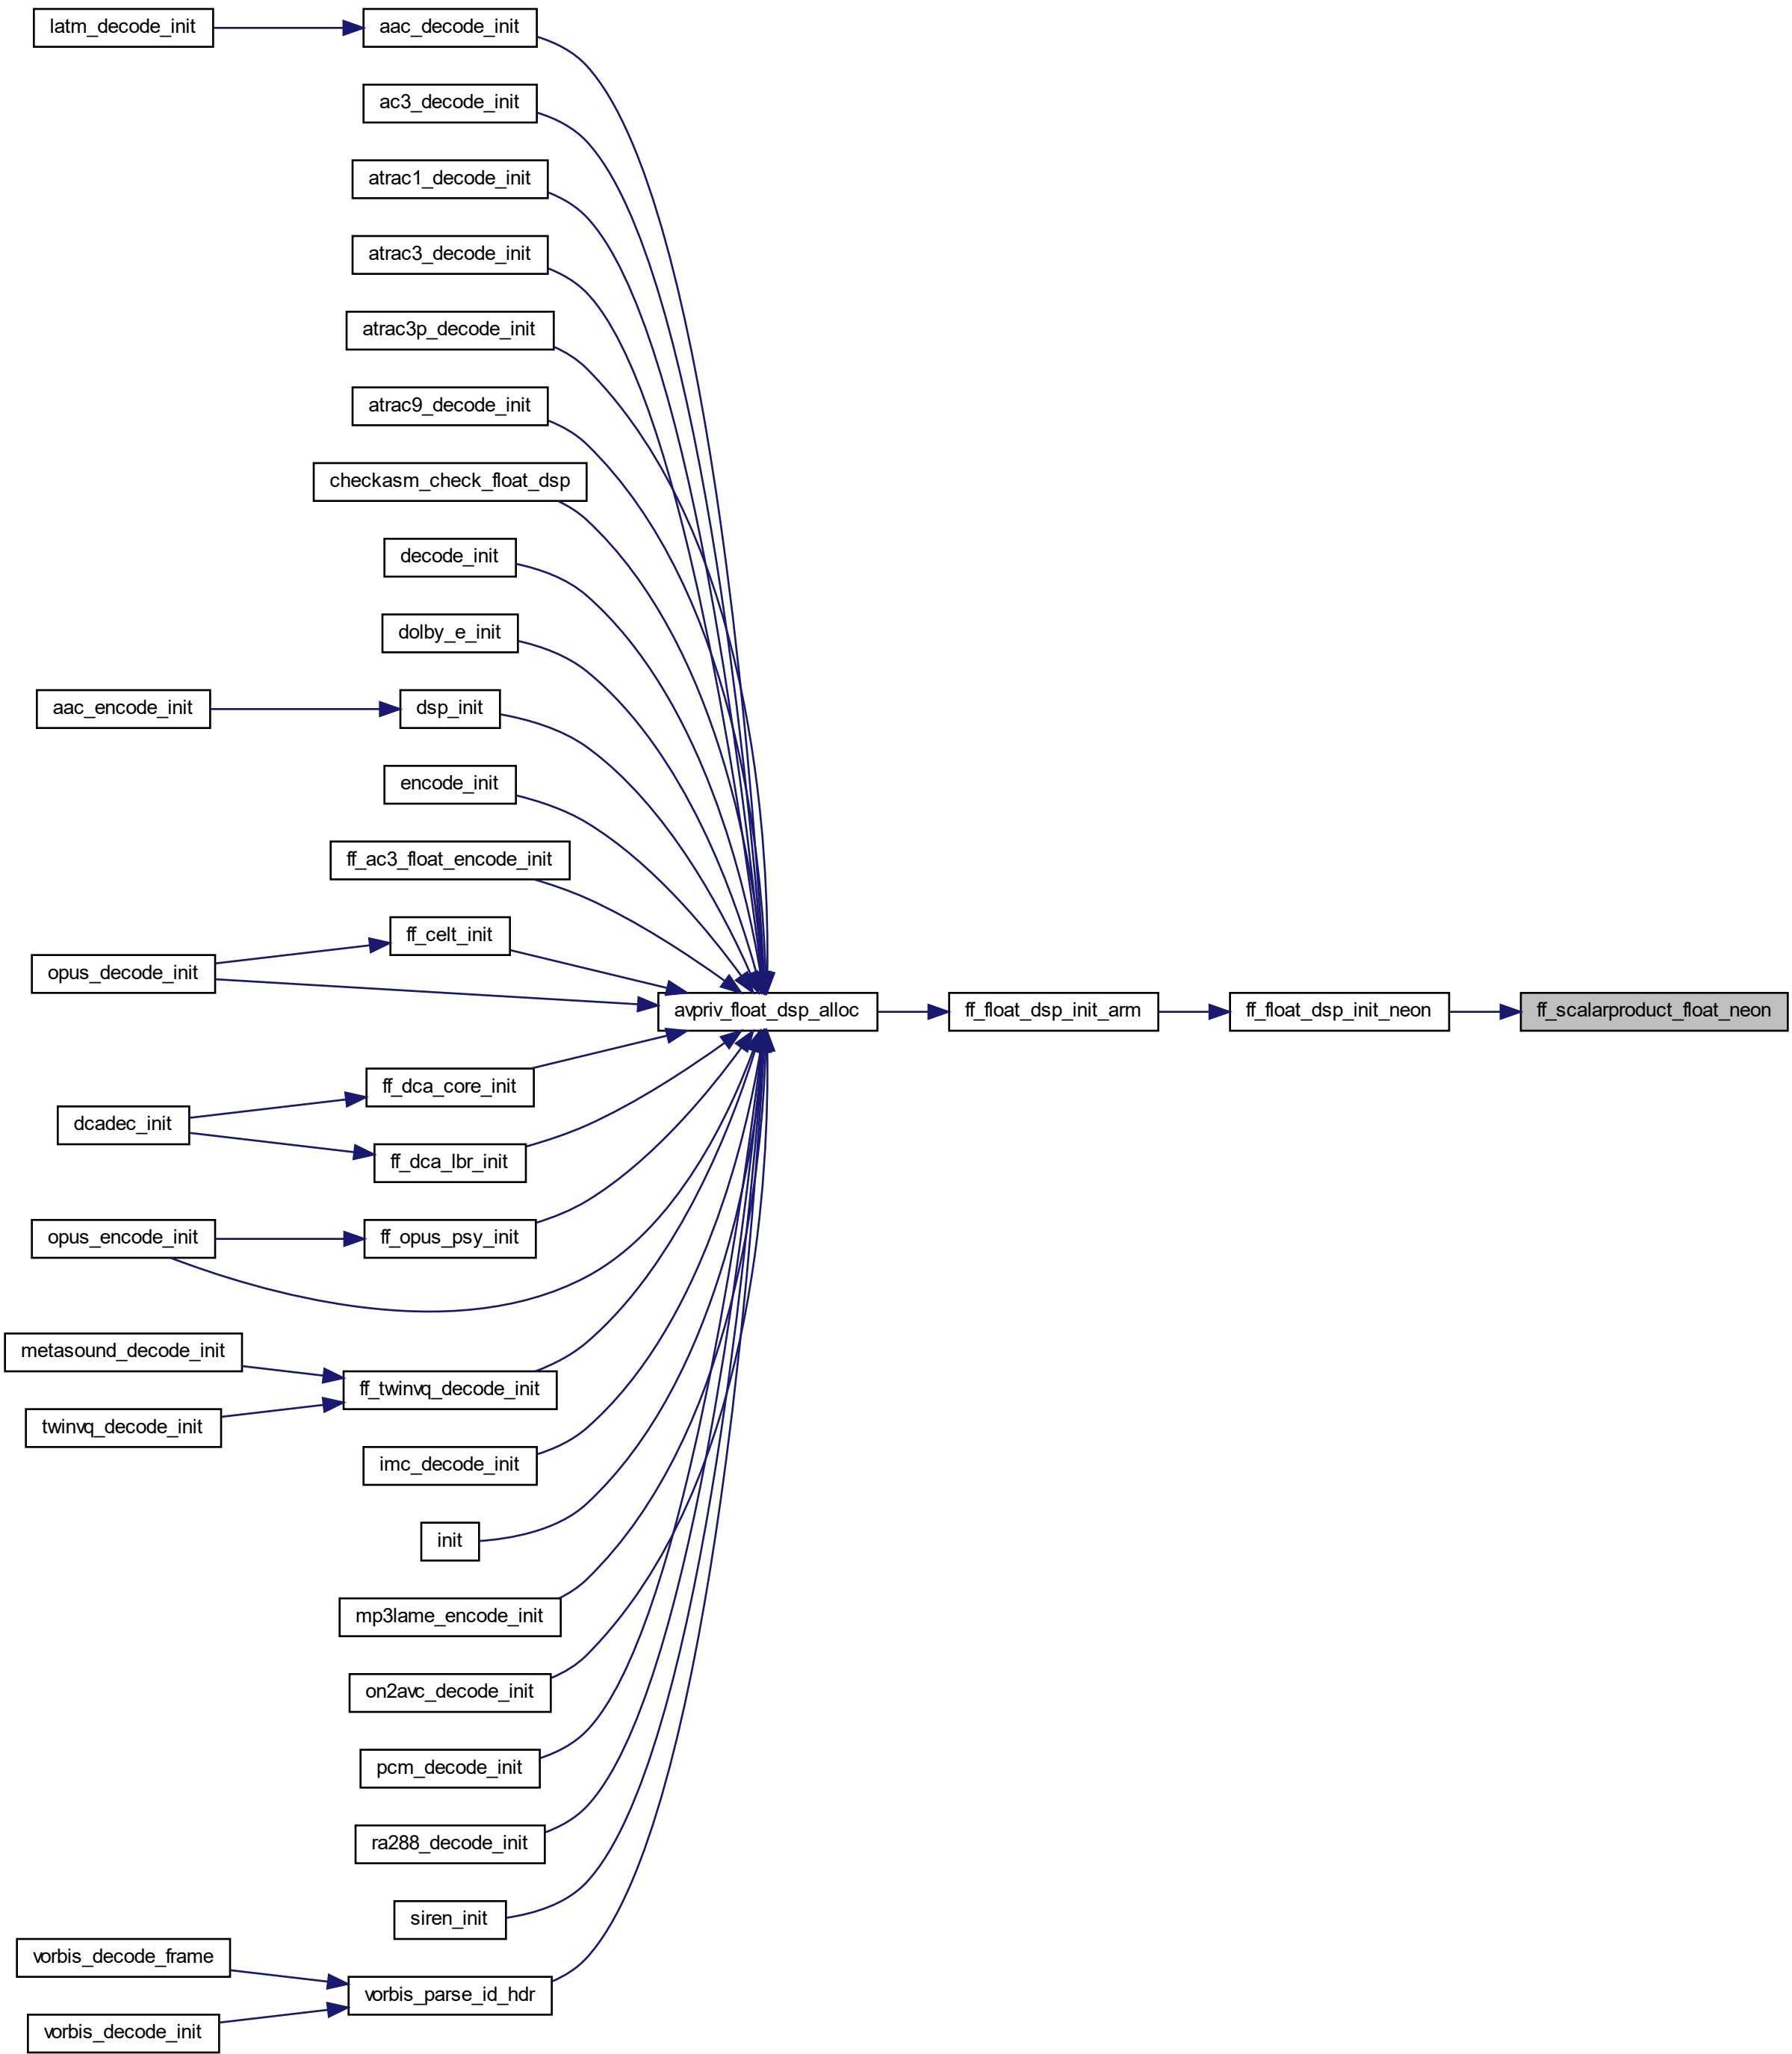 latm_decode_init
aac_decode_init
ac3_decode_init
atrac1_decode_init
atrac3_decode_init
atrac3p_decode_init
atrac9_decode_init
checkasm_check_float_dsp
decode_init
dolby_e_init
aac_encode_init
dsp_init
encode_init
ff_ac3_float_encode_init
ff_celt_init
opus_decode_init
avpriv_float_dsp_alloc
ff_float_dsp_init_arm
ff_float_dsp_init_neon
ff_scalarproduct_float_neon
ff_dca_core_init
dcadec_init
ff_dca_lbr_init
opus_encode_init
ff_opus_psy_init
metasound_decode_init
ff_twinvq_decode_init
twinvq_decode_init
imc_decode_init
init
mp3lame_encode_init
on2avc_decode_init
pcm_decode_init
ra288_decode_init
siren_init
vorbis_decode_frame
vorbis_parse_id_hdr
vorbis_decode_init